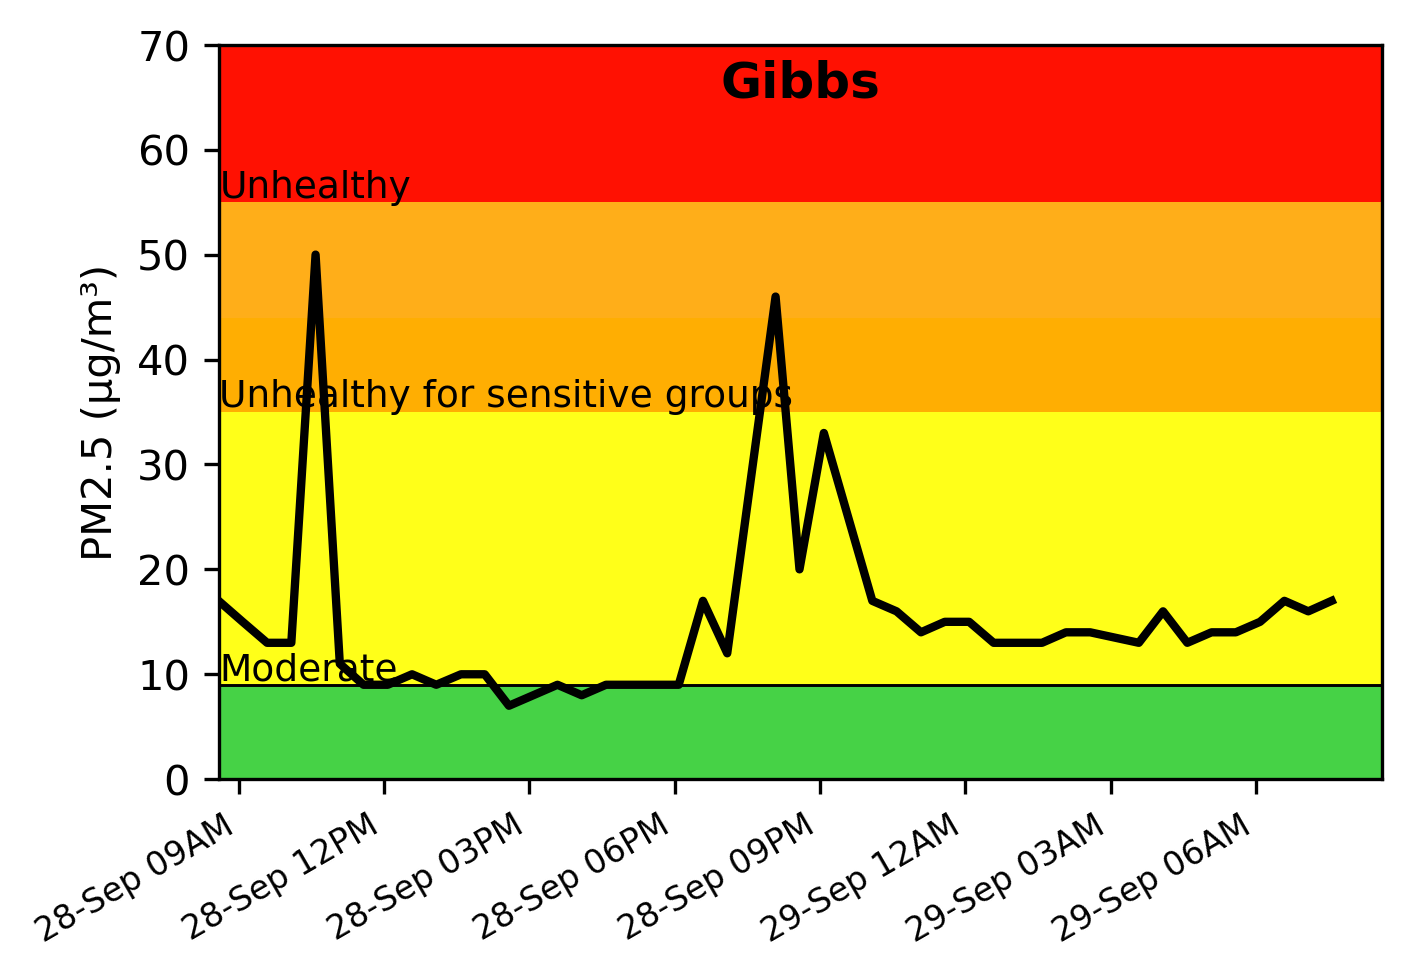 Gibbs
70
60
50
40
30
20
10
0
PM2.5 (µg/m³)
Unhealthy
Unhealthy for sensitive groups
Moderate
28-Sep 09AM
28-Sep 12PM
28-Sep 03PM
28-Sep 06PM
28-Sep 09PM
29-Sep 12AM
29-Sep 03AM
29-Sep 06AM